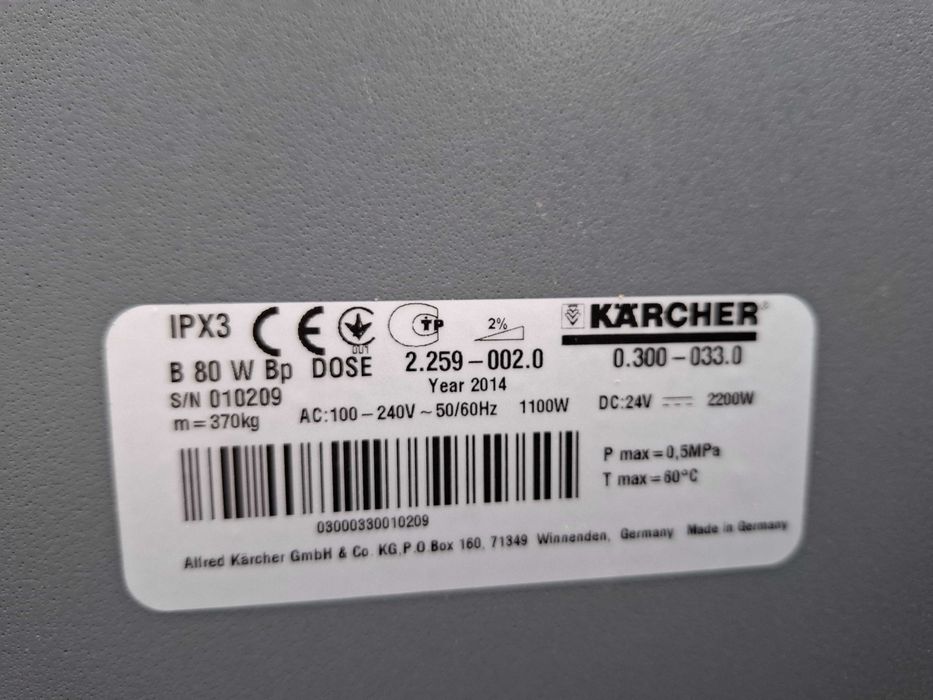 IPX3 CE 001 2% KÄRCHER
B 80 W Bp DOSE 2.259-002.0 0.300-033.0
S/N 010209 Year 2014
m=370kg AC:100-240V~50/60Hz 1100W DC:24V 2200W
P max=0,5MPa
T max=60°C
03000330010209
Alfred Kärcher GmbH & Co. KG,P.O.Box 160, 71349 Winnenden, Germany Made in Germany